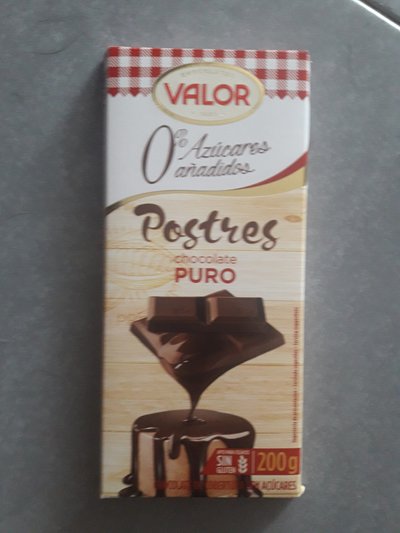 VALOR
0%
Azúcares
añadidos
Postres
chocolate
PURO
SIN
GLUTEN
200g